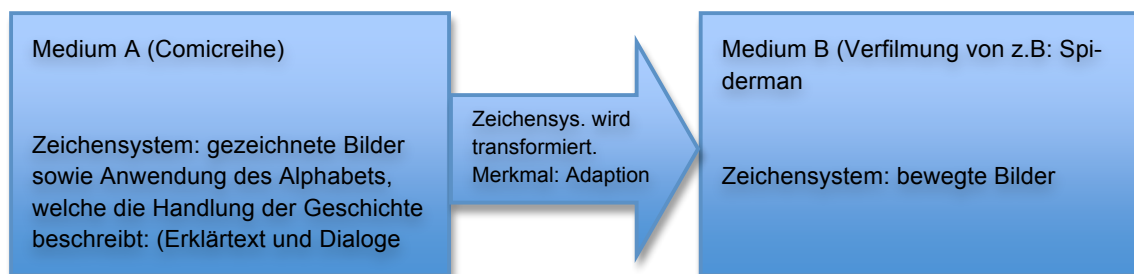 Medium A (Comicreihe)
Zeichensystem: gezeichnete Bilder
sowie Anwendung des Alphabets,
welche die Handlung der Geschichte
beschreibt: (Erklärtext und Dialoge
Zeichensys. wird
transformiert.
Merkmal: Adaption
Medium B (Verfilmung von z.B: Spi-
derman
Zeichensystem: bewegte Bilder